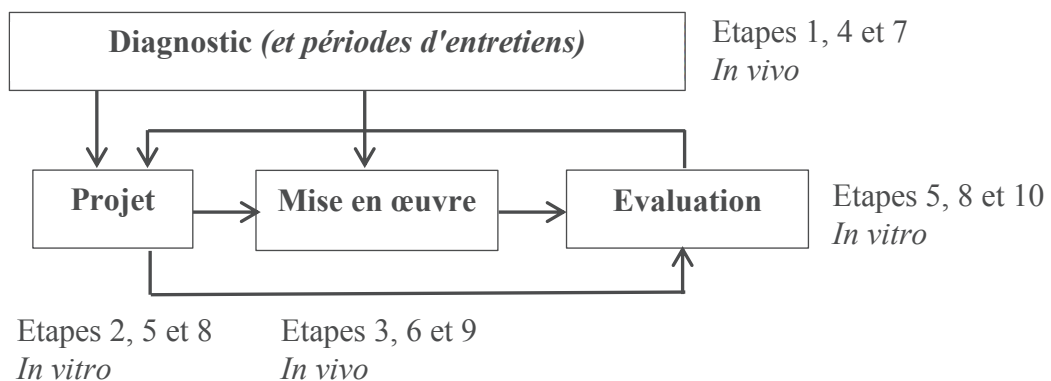 Diagnostic (et périodes d'entretiens)
Etapes 1, 4 et 7
In vivo
Projet
Mise en œuvre
Evaluation
Etapes 5, 8 et 10
In vitro
Etapes 2, 5 et 8
In vitro
Etapes 3, 6 et 9
In vivo